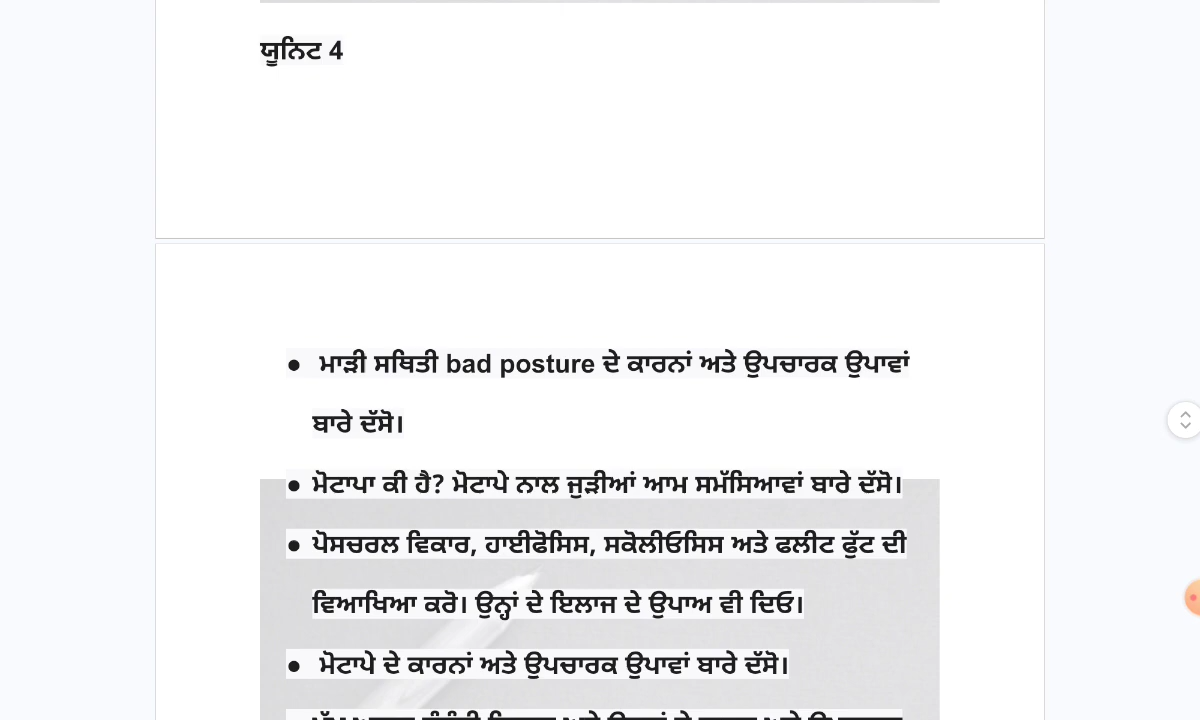 ਯੂਨਿਟ 4
● ਮਾੜੀ ਸਥਿਤੀ bad posture ਦੇ ਕਾਰਨਾਂ ਅਤੇ ਉਪਚਾਰਕ ਉਪਾਵਾਂ
ਬਾਰੇ ਦੱਸੋ।
● ਮੋਟਾਪਾ ਕੀ ਹੈ? ਮੋਟਾਪੇ ਨਾਲ ਜੁੜੀਆਂ ਆਮ ਸਮੱਸਿਆਵਾਂ ਬਾਰੇ ਦੱਸੋ।
● ਪੋਸਚਰਲ ਵਿਕਾਰ, ਹਾਈਫੋਸਿਸ, ਸਕੋਲੀਓਸਿਸ ਅਤੇ ਫਲੀਟ ਫੁੱਟ ਦੀ
ਵਿਆਖਿਆ ਕਰੋ। ਉਨ੍ਹਾਂ ਦੇ ਇਲਾਜ ਦੇ ਉਪਾਅ ਵੀ ਦਿਓ।
● ਮੋਟਾਪੇ ਦੇ ਕਾਰਨਾਂ ਅਤੇ ਉਪਚਾਰਕ ਉਪਾਵਾਂ ਬਾਰੇ ਦੱਸੋ।